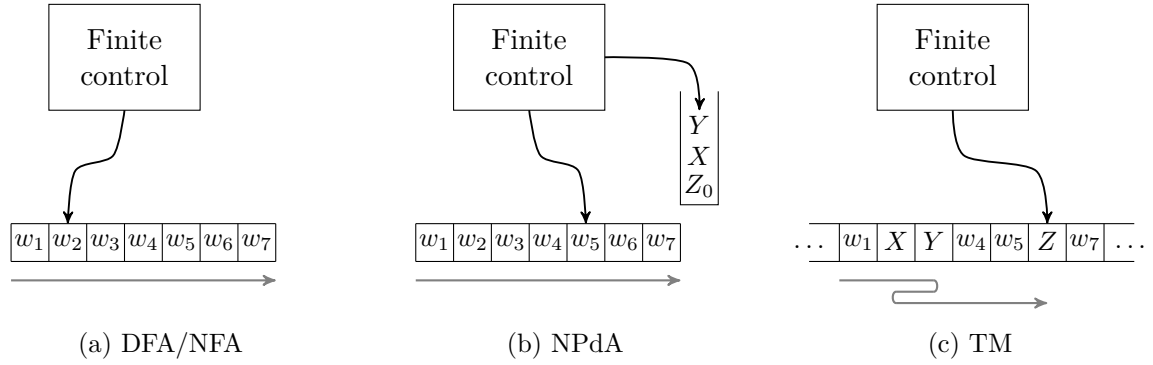 Finite
control
w₁ w₂ w₃ w₄ w₅ w₆ w₇
(a) DFA/NFA
Finite
control
Y
X
Z₀
w₁ w₂ w₃ w₄ w₅ w₆ w₇
(b) NPdA
Finite
control
... w₁ X Y w₄ w₅ Z w₇ ...
(c) TM